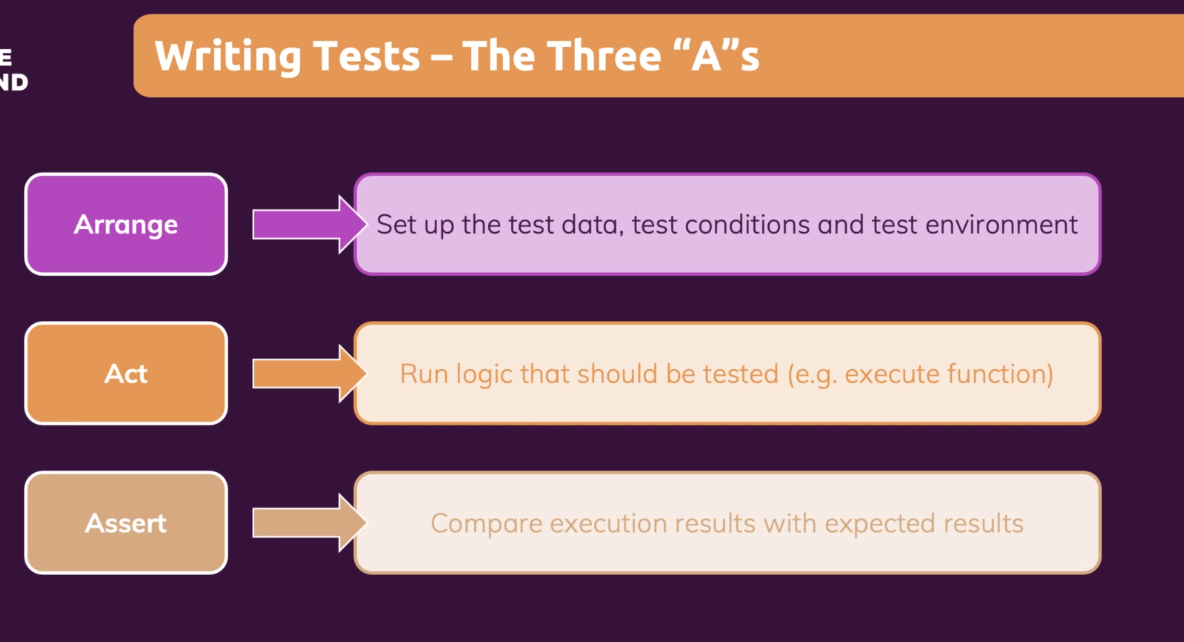 Writing Tests – The Three “A”s
E
ND
Arrange
Set up the test data, test conditions and test environment
Act
Run logic that should be tested (e.g. execute function)
Assert
Compare execution results with expected results